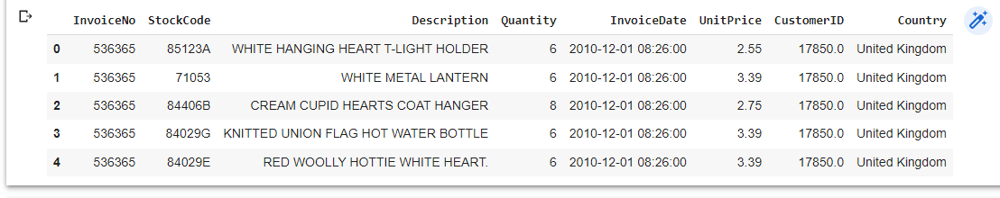 InvoiceNo StockCode Description Quantity InvoiceDate UnitPrice CustomerID Country
0 536365 85123A WHITE HANGING HEART T-LIGHT HOLDER 6 2010-12-01 08:26:00 2.55 17850.0 United Kingdom
1 536365 71053 WHITE METAL LANTERN 6 2010-12-01 08:26:00 3.39 17850.0 United Kingdom
2 536365 84406B CREAM CUPID HEARTS COAT HANGER 8 2010-12-01 08:26:00 2.75 17850.0 United Kingdom
3 536365 84029G KNITTED UNION FLAG HOT WATER BOTTLE 6 2010-12-01 08:26:00 3.39 17850.0 United Kingdom
4 536365 84029E RED WOOLLY HOTTIE WHITE HEART. 6 2010-12-01 08:26:00 3.39 17850.0 United Kingdom